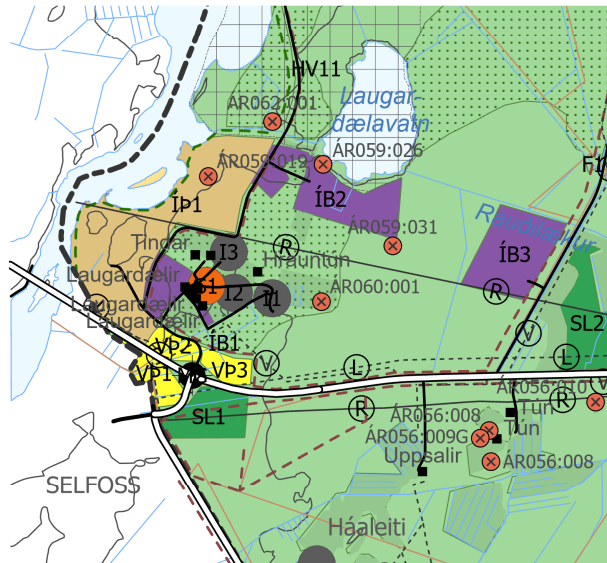 HV11
ÁR062:001
Laugar-
dælavatn
ÁR059:019
ÁR059:026
F1
ÍÞ1
ÍB2
Rauðilækur
ÁR059:031
Tindar
I3
R
Hrauntún
ÍB3
Laugardælir
S1
I2
I1
R
ÁR060:001
Laugardælir
Laugardælir
SL2
V
ÍB1
VÞ2
VÞ1
VÞ3
V
L
L
ÁR056:010
V
SL1
R
R
ÁR056:008
Tún
ÁR056:009G
Tún
Uppsalir
ÁR056:008
SELFOSS
Háaleiti